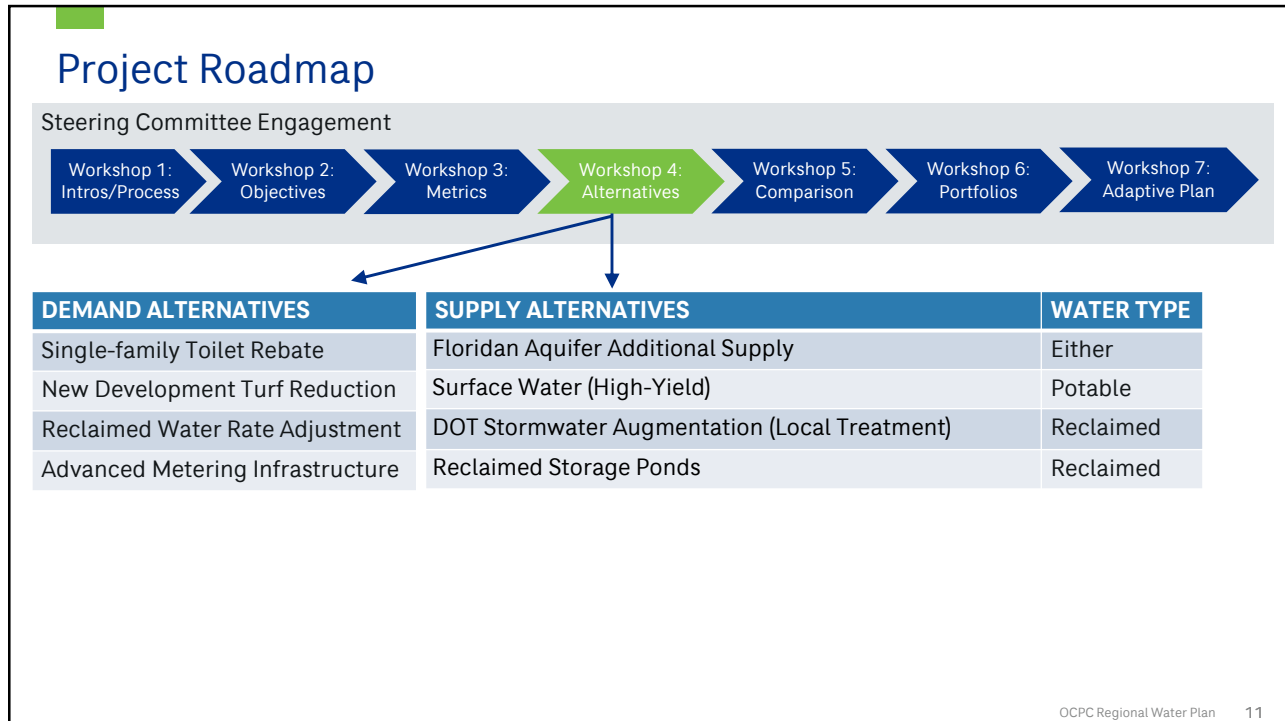 Project Roadmap
Steering Committee Engagement
Workshop 1:
Intros/Process
Workshop 2:
Objectives
Workshop 3:
Metrics
Workshop 4:
Alternatives
Workshop 5:
Comparison
Workshop 6:
Portfolios
Workshop 7:
Adaptive Plan
DEMAND ALTERNATIVES
Single-family Toilet Rebate
New Development Turf Reduction
Reclaimed Water Rate Adjustment
Advanced Metering Infrastructure
SUPPLY ALTERNATIVES WATER TYPE
Floridan Aquifer Additional Supply Either
Surface Water (High-Yield) Potable
DOT Stormwater Augmentation (Local Treatment) Reclaimed
Reclaimed Storage Ponds Reclaimed
OCPC Regional Water Plan 11